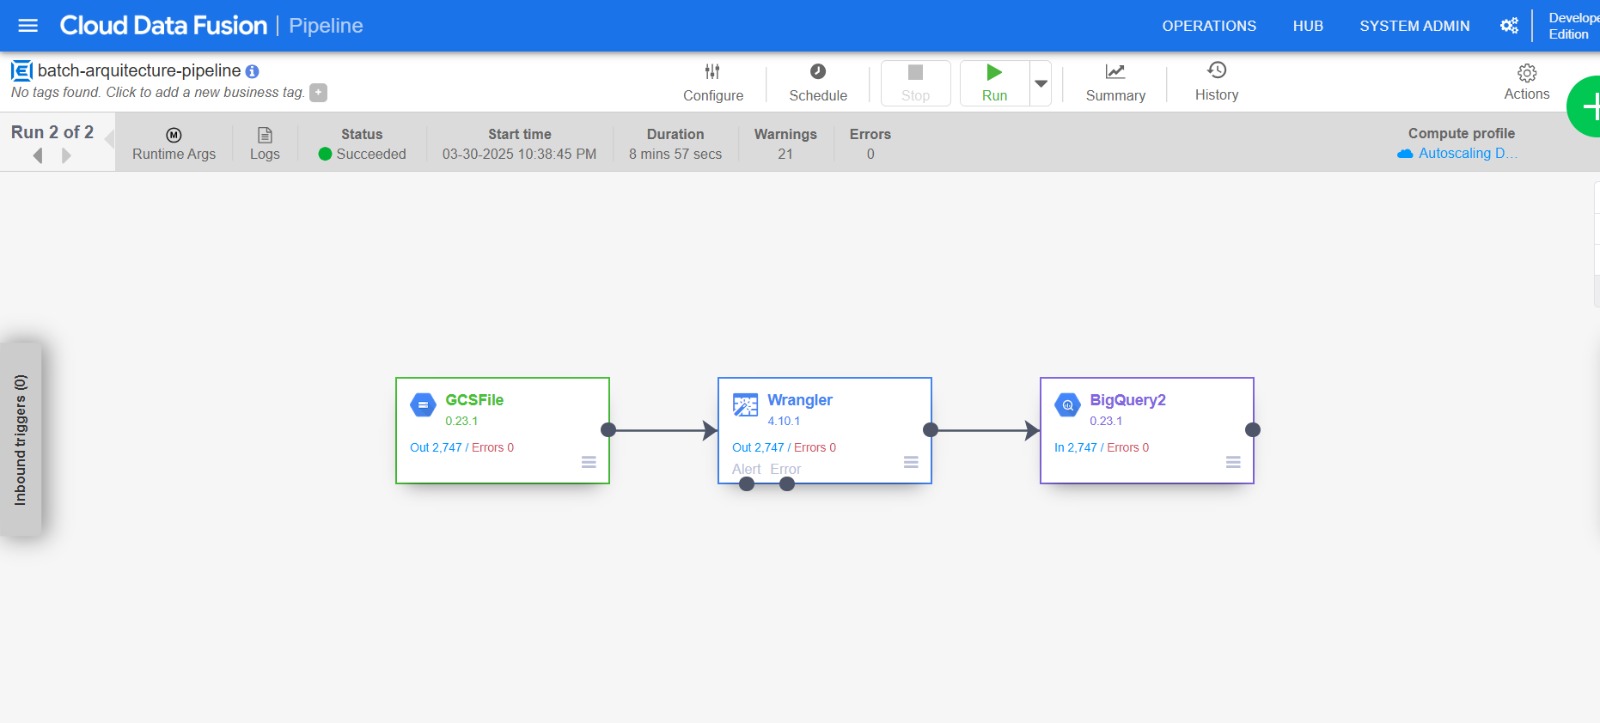 Cloud Data Fusion | Pipeline
OPERATIONS
HUB
SYSTEM ADMIN
Develope
Edition
batch-arquitecture-pipeline
No tags found. Click to add a new business tag.
Configure
Schedule
Stop
Run
Summary
History
Actions
Run 2 of 2
Runtime Args
Logs
Status
Succeeded
Start time
03-30-2025 10:38:45 PM
Duration
8 mins 57 secs
Warnings
21
Errors
0
Compute profile
Autoscaling D...
Inbound triggers (0)
GCSFile
0.23.1
Out 2,747 / Errors 0
Wrangler
4.10.1
Out 2,747 / Errors 0
Alert Error
BigQuery2
0.23.1
In 2,747 / Errors 0